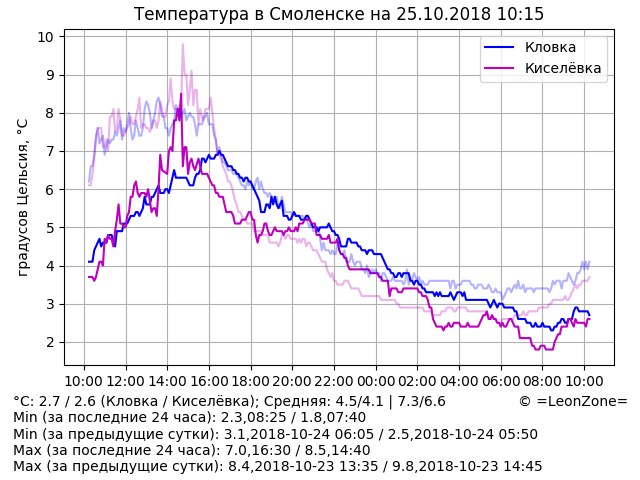 Температура в Смоленске на 25.10.2018 10:15
Кловка
Киселёвка
градусов Цельсия, °C
10
9
8
7
6
5
4
3
2
10:00 12:00 14:00 16:00 18:00 20:00 22:00 00:00 02:00 04:00 06:00 08:00 10:00
°C: 2.7 / 2.6 (Кловка / Киселёвка); Средняя: 4.5/4.1 | 7.3/6.6 © =LeonZone=
Min (за последние 24 часа): 2.3,08:25 / 1.8,07:40
Min (за предыдущие сутки): 3.1,2018-10-24 06:05 / 2.5,2018-10-24 05:50
Max (за последние 24 часа): 7.0,16:30 / 8.5,14:40
Max (за предыдущие сутки): 8.4,2018-10-23 13:35 / 9.8,2018-10-23 14:45